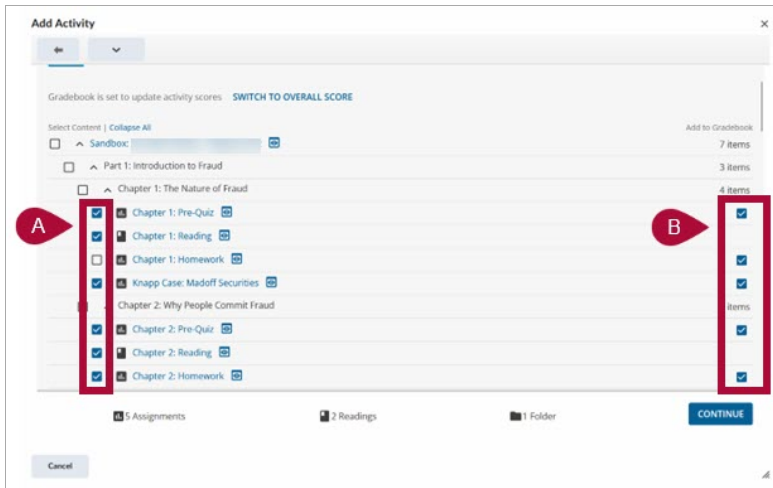 Add Activity
Gradebook is set to update activity scores SWITCH TO OVERALL SCORE
Select Content | Collapse All Add to Gradebook
Sandbox: 7 items
Part 1: Introduction to Fraud 3 items
Chapter 1: The Nature of Fraud 4 items
A Chapter 1: Pre-Quiz B
Chapter 1: Reading
Chapter 1: Homework
Knapp Case: Madoff Securities
Chapter 2: Why People Commit Fraud items
Chapter 2: Pre-Quiz
Chapter 2: Reading
Chapter 2: Homework
5 Assignments 2 Readings 1 Folder CONTINUE
Cancel